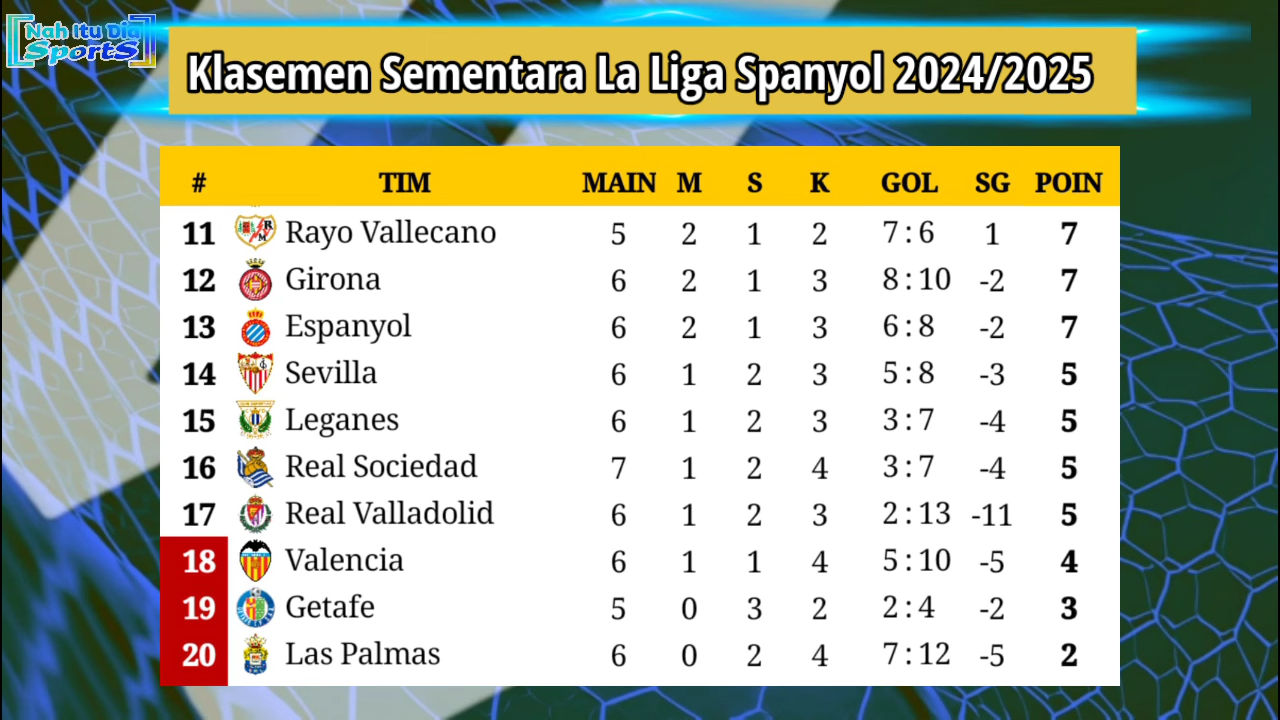 Nah Itu Dia
Sports
Klasemen Sementara La Liga Spanyol 2024/2025
# TIM MAIN M S K GOL SG POIN
11 Rayo Vallecano 5 2 1 2 7:6 1 7
12 Girona 6 2 1 3 8:10 -2 7
13 Espanyol 6 2 1 3 6:8 -2 7
14 Sevilla 6 1 2 3 5:8 -3 5
15 Leganes 6 1 2 3 3:7 -4 5
16 Real Sociedad 7 1 2 4 3:7 -4 5
17 Real Valladolid 6 1 2 3 2:13 -11 5
18 Valencia 6 1 1 4 5:10 -5 4
19 Getafe 5 0 3 2 2:4 -2 3
20 Las Palmas 6 0 2 4 7:12 -5 2